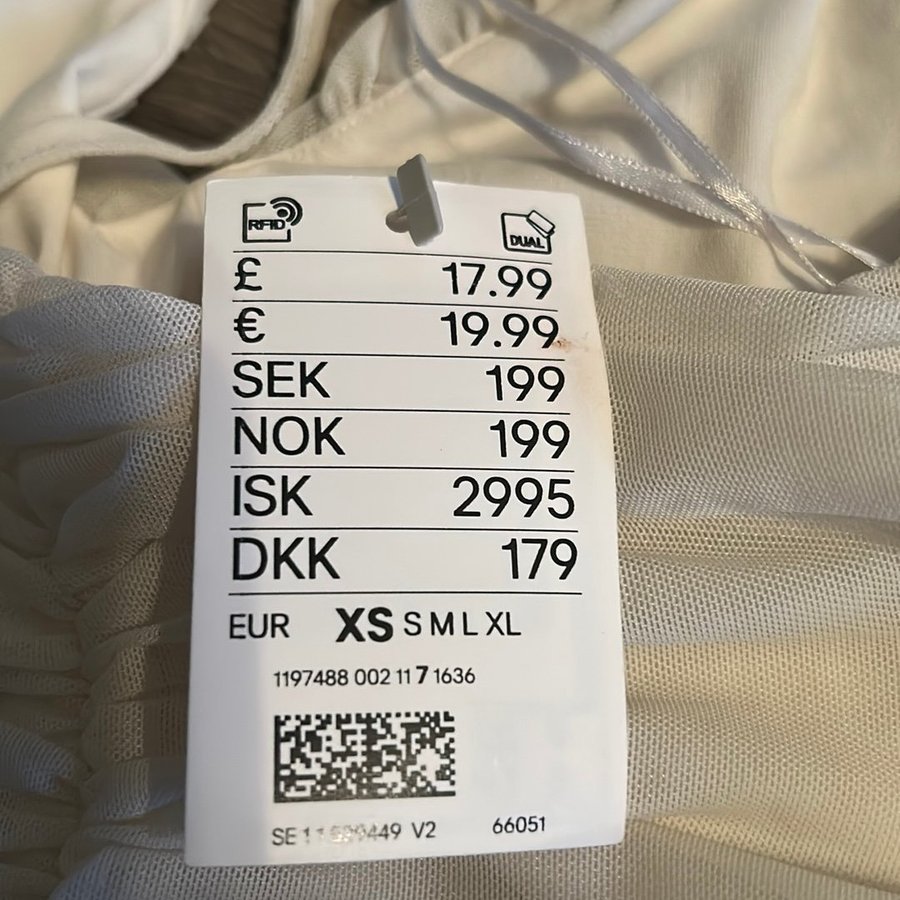 RFID
DUAL
£ 17.99
€ 19.99
SEK 199
NOK 199
ISK 2995
DKK 179
EUR XS S M L XL
1197488 002 11 7 1636
SE V2 66051